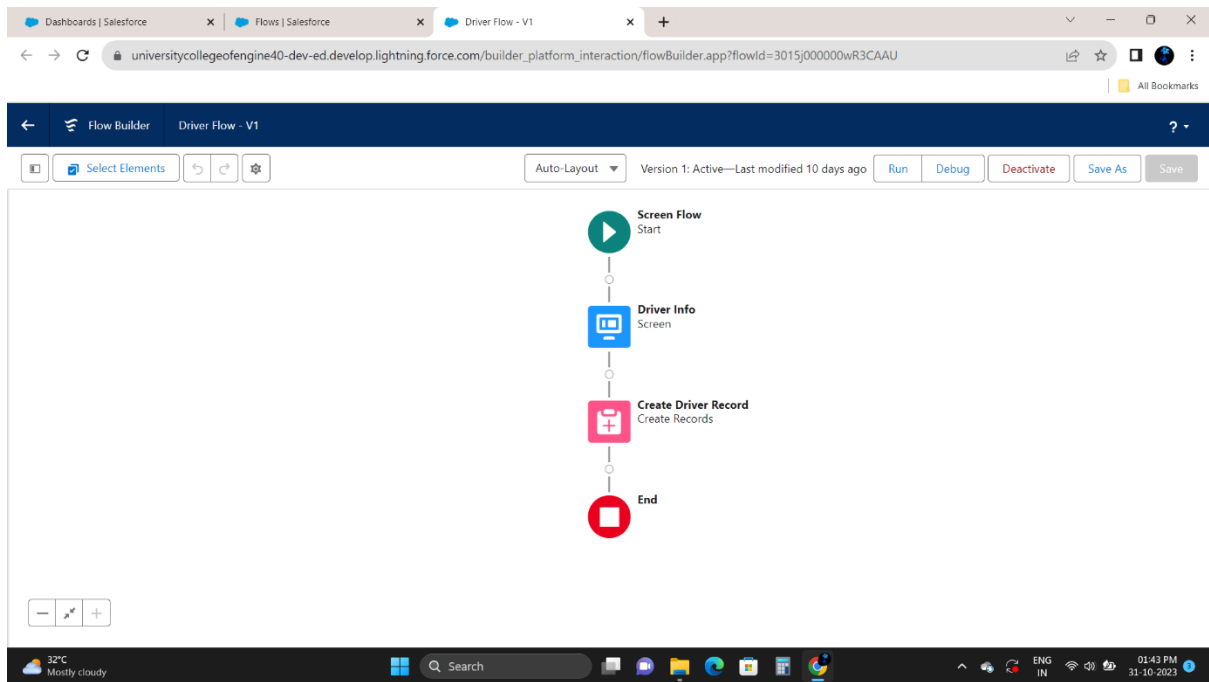 Dashboards | Salesforce
Flows | Salesforce
Driver Flow - V1
universitycollegeofengine40-dev-ed.develop.lightning.force.com/builder_platform_interaction/flowBuilder.app?flowId=3015j000000wR3CAAU
All Bookmarks
Flow Builder Driver Flow - V1 ?
Select Elements Auto-Layout Version 1: Active—Last modified 10 days ago Run Debug Deactivate Save As Save
Screen Flow
Start
Driver Info
Screen
Create Driver Record
Create Records
End
32°C
Mostly cloudy
Search
ENG
IN
01:43 PM
31-10-2023
3